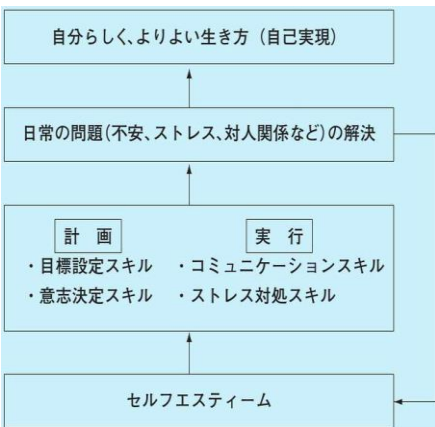 自分らしく、よりよい生き方（自己実現）
日常の問題（不安、ストレス、対人関係など）の解決
計　画
・目標設定スキル
・意志決定スキル
実　行
・コミュニケーションスキル
・ストレス対処スキル
セルフエスティーム